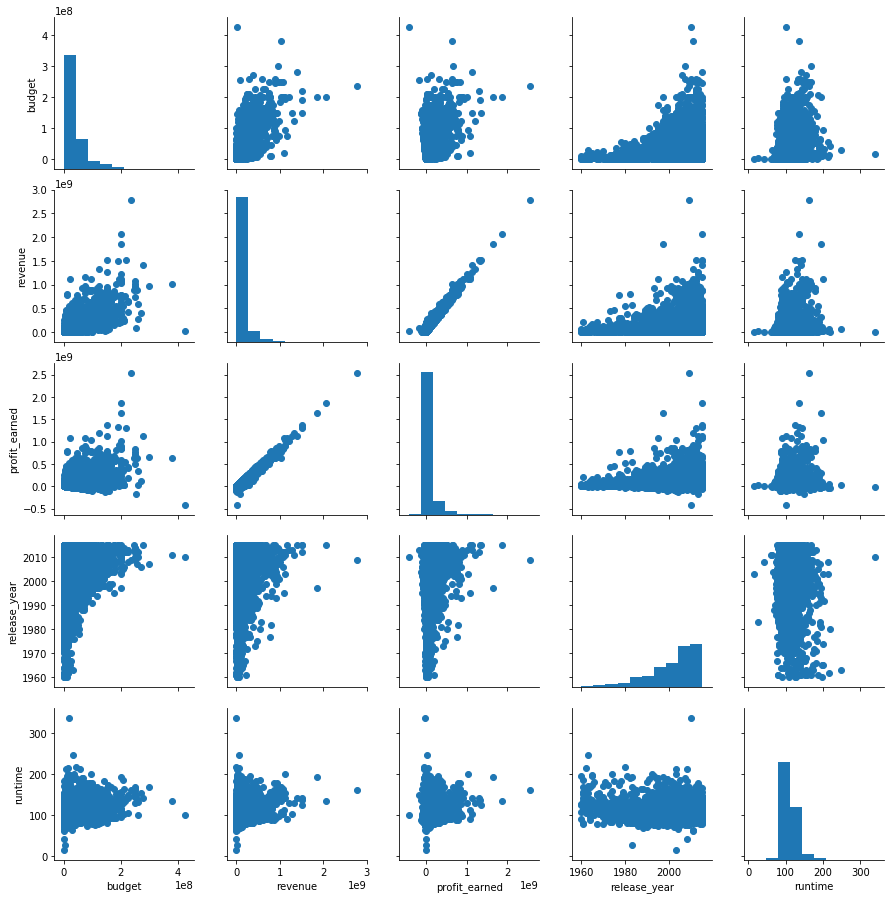 1e8
budget
4
3
2
1
0
1e9
revenue
3.0
2.5
2.0
1.5
1.0
0.5
0.0
1e9
profit_earned
2.5
2.0
1.5
1.0
0.5
0.0
−0.5
release_year
2010
2000
1990
1980
1970
1960
runtime
300
200
100
0
0 2 4 0 1 2 3 0 1 2 1960 1980 2000 0 100 200 300
budget 1e8 revenue 1e9 profit_earned 1e9 release_year runtime